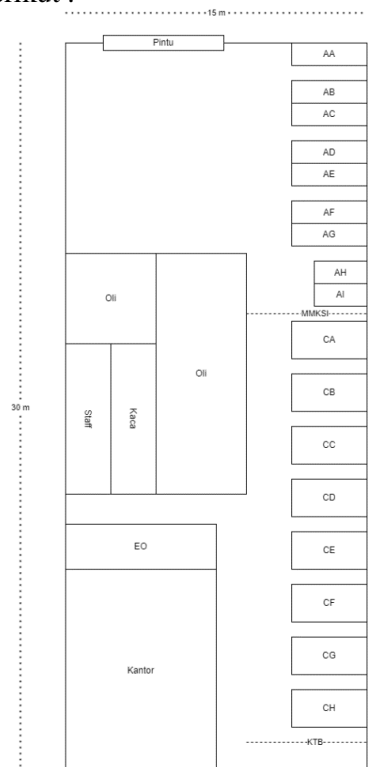 15 m
Pintu
AA
AB
AC
AD
AE
AF
AG
AH
AI
MMKSI
Oli
Oli
CA
CB
CC
CD
CE
CF
CG
CH
30 m
Staff
Kaca
EO
Kantor
KTB